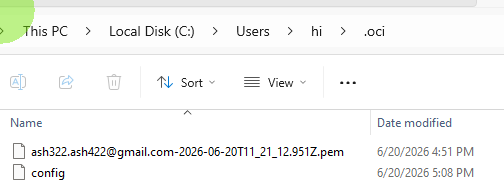 This PC > Local Disk (C:) > Users > hi > .oci
Sort View ...
Name Date modified
ash322.ash422@gmail.com-2026-06-20T11_21_12.951Z.pem 6/20/2026 4:51 PM
config 6/20/2026 5:08 PM